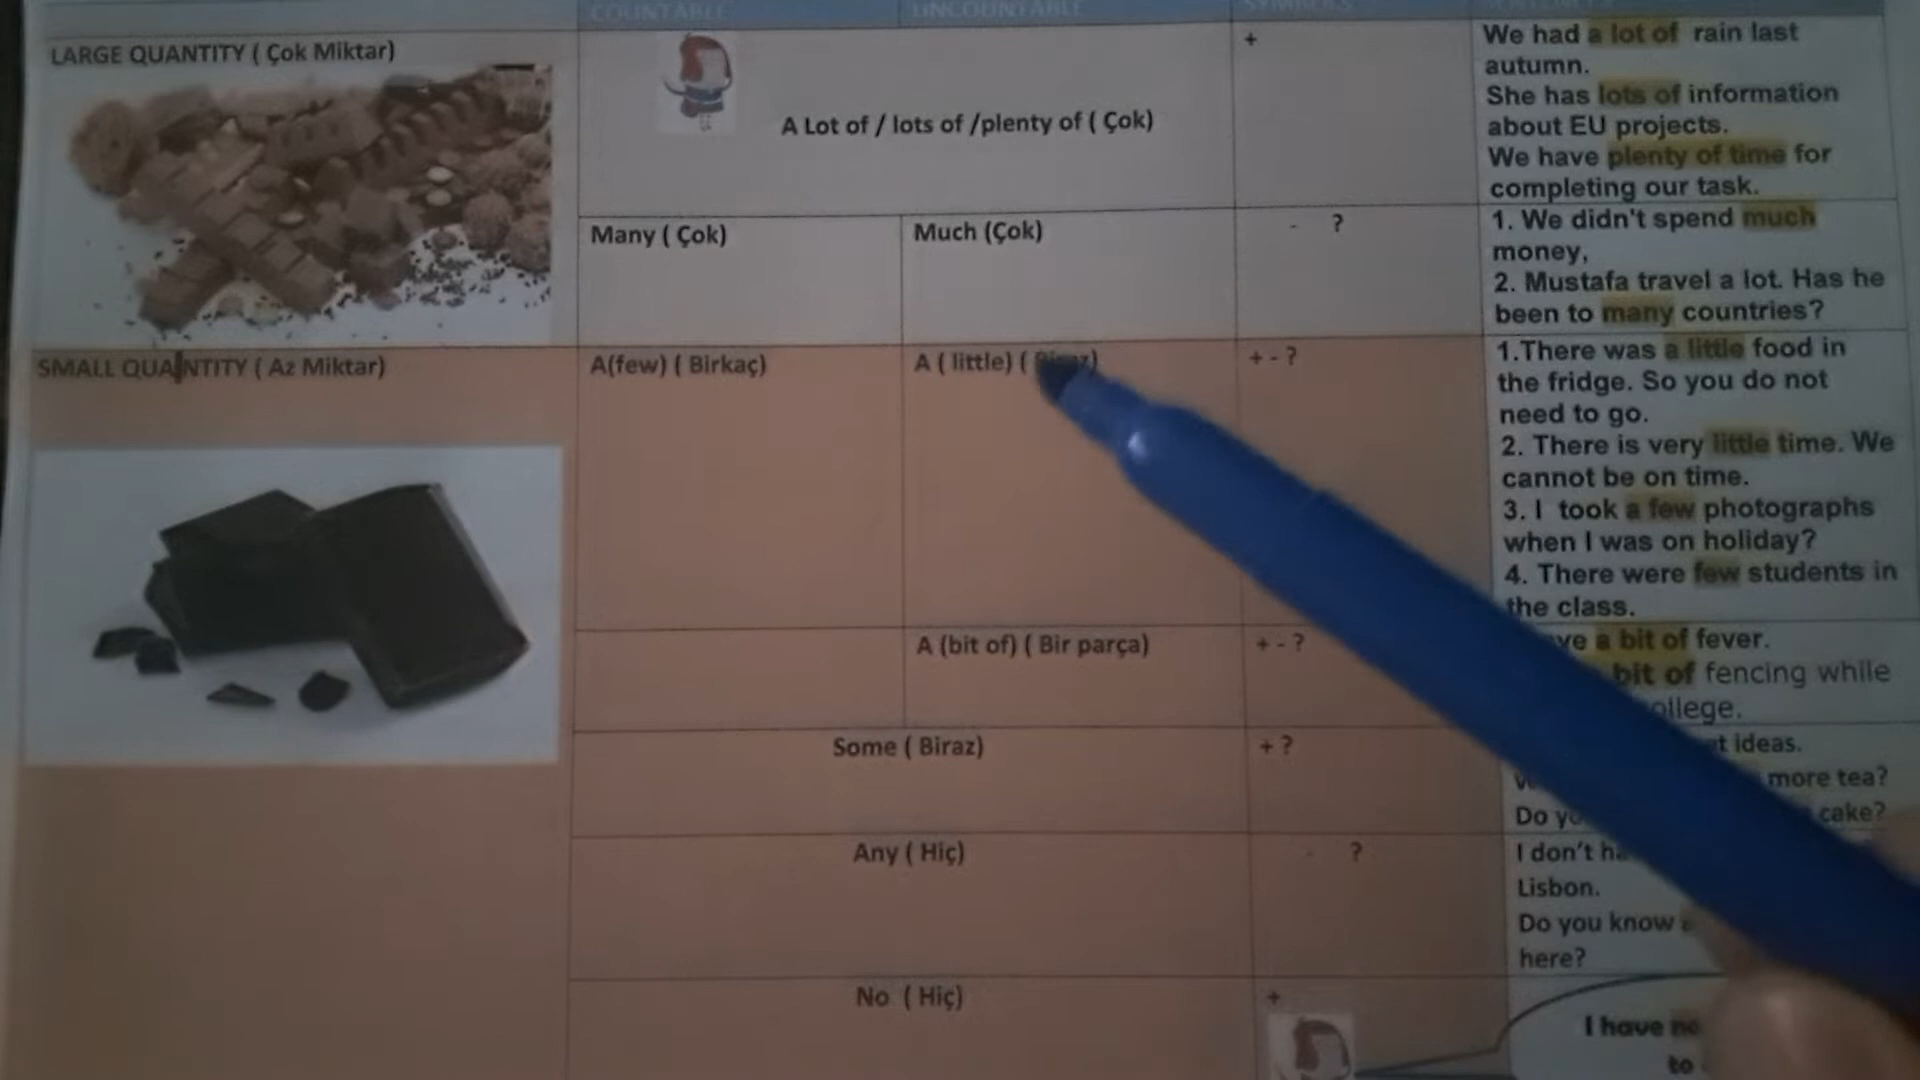 COUNTABLE
UNCOUNTABLE
SYMBOLS
LARGE QUANTITY ( Çok Miktar)
A Lot of / lots of /plenty of ( Çok)
+
We had a lot of rain last
autumn.
She has lots of information
about EU projects.
We have plenty of time for
completing our task.
Many ( Çok)
Much (Çok)
- ?
1. We didn't spend much
money,
2. Mustafa travel a lot. Has he
been to many countries?
SMALL QUANTITY ( Az Miktar)
A(few) ( Birkaç)
A ( little) (
+ - ?
1.There was a little food in
the fridge. So you do not
need to go.
2. There is very little time. We
cannot be on time.
3. I took a few photographs
when I was on holiday?
4. There were few students in
the class.
A (bit of) ( Bir parça)
+ - ?
a bit of fever.
bit of fencing while
Some ( Biraz)
+ ?
ideas.
more tea?
Do cake?
Any ( Hiç)
- ?
I don't
Lisbon.
Do you know
here?
No ( Hiç)
+
I have no
to